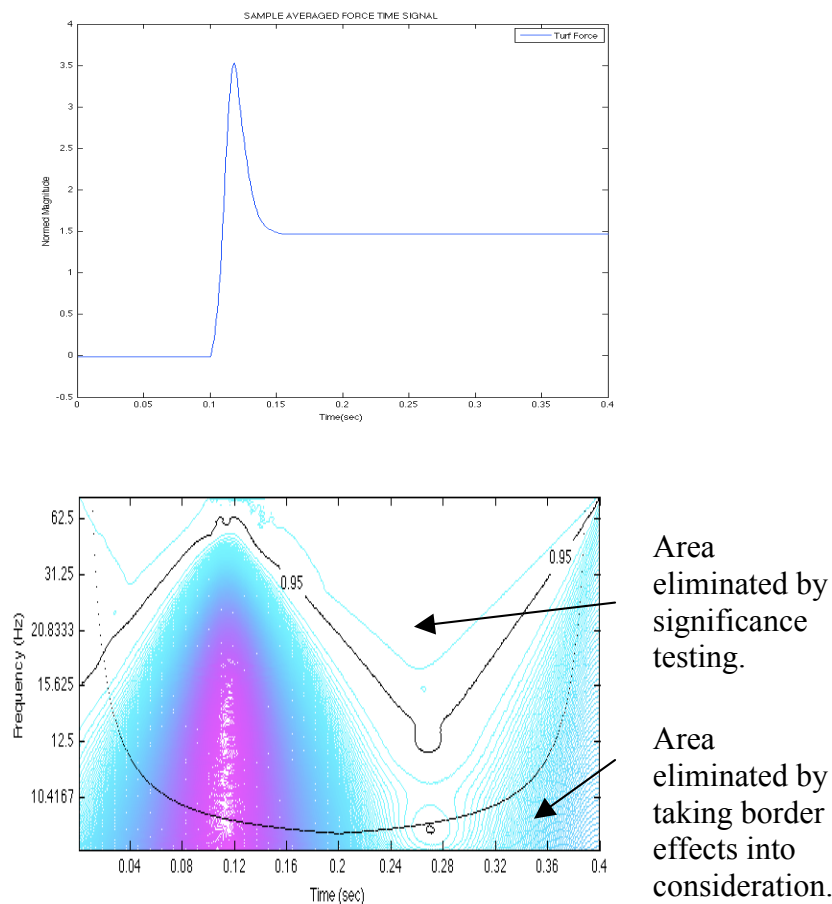 SAMPLE AVERAGED FORCE TIME SIGNAL
Turf Force
4
3.5
3
2.5
2
1.5
1
0.5
0
-0.5
Normed Magnitude
0
0.05
0.1
0.15
0.2
0.25
0.3
0.35
0.4
Time(sec)
62.5
31.25
20.8333
15.625
12.5
10.4167
Frequency (Hz)
0.95
0.95
0.04
0.08
0.12
0.16
0.2
0.24
0.28
0.32
0.36
0.4
Time (sec)
Area
eliminated by
significance
testing.
Area
eliminated by
taking border
effects into
consideration.